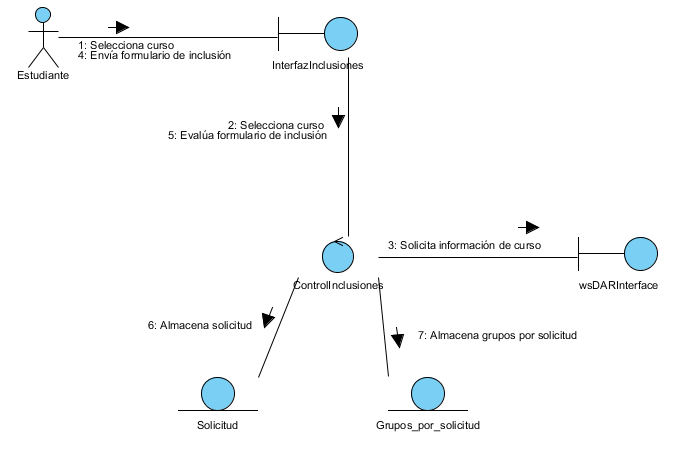 1: Selecciona curso
4: Envía formulario de inclusión
Estudiante
InterfazInclusiones
2: Selecciona curso
5: Evalúa formulario de inclusión
3: Solicita información de curso
ControlInclusiones
wsDARInterface
6: Almacena solicitud
7: Almacena grupos por solicitud
Solicitud
Grupos_por_solicitud